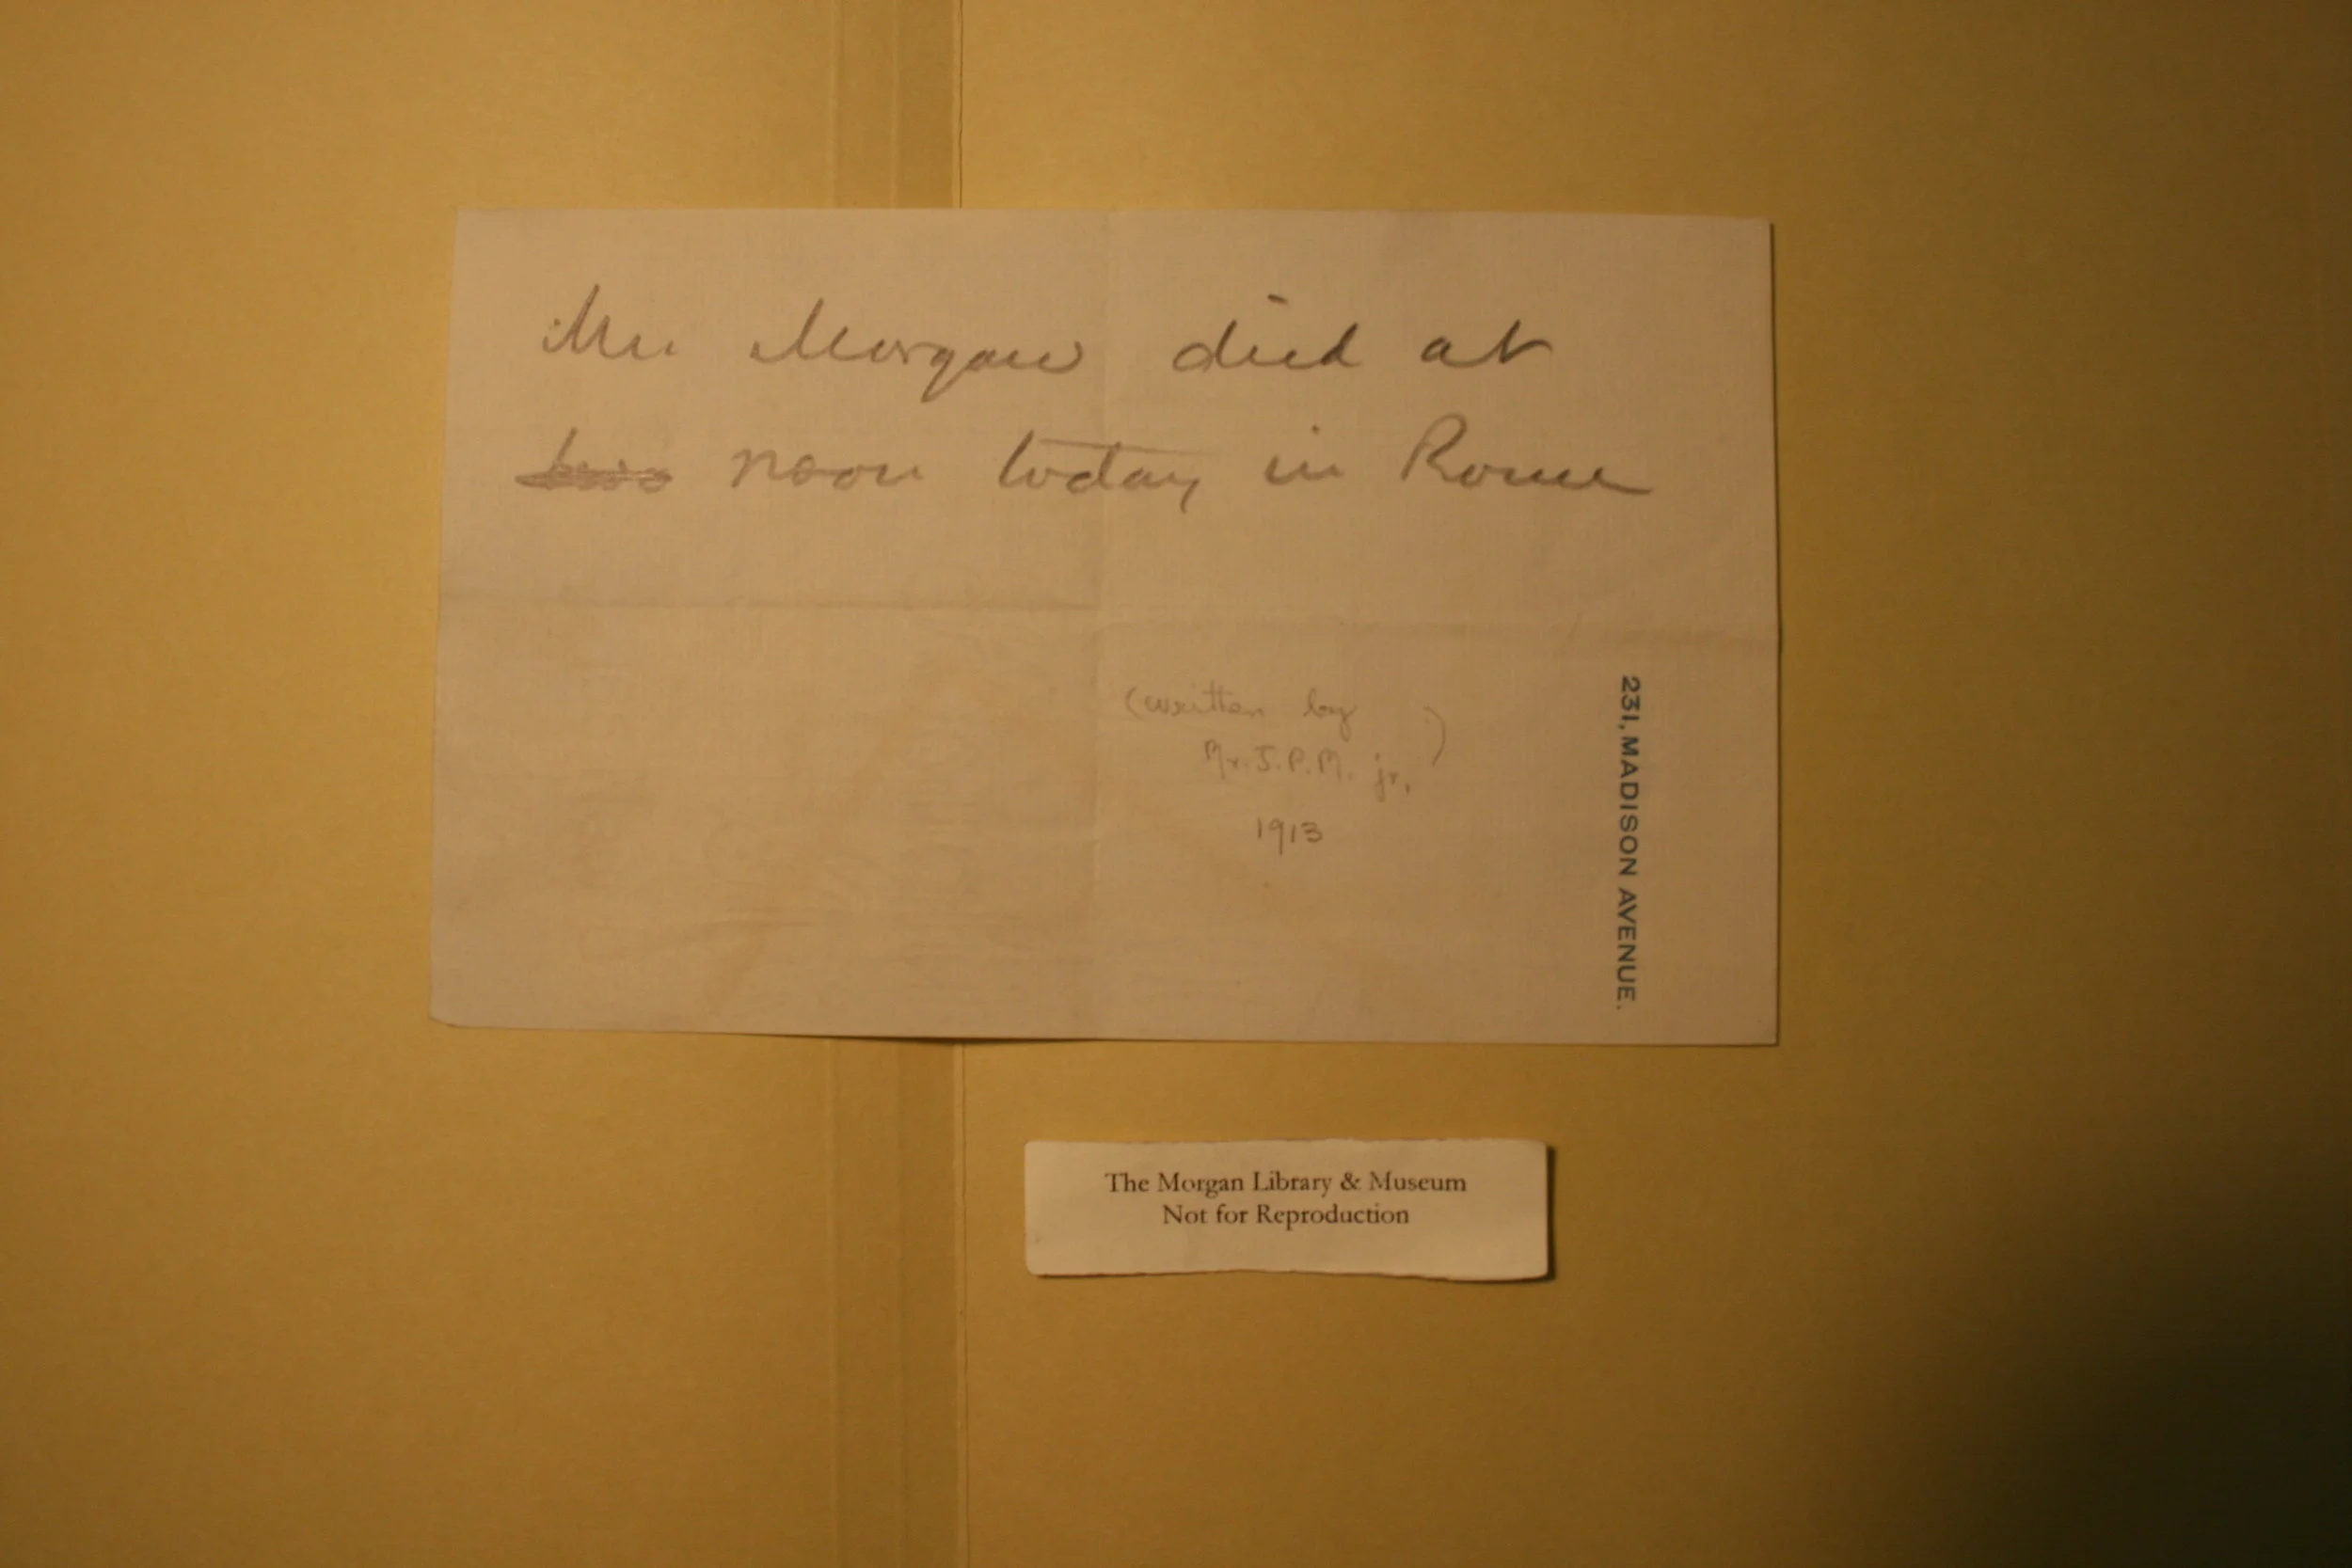 Mr. Morgan died at
noon today in Rome
(written by
Mr. J.P.M. jr.)
1913
231, MADISON AVENUE.
The Morgan Library & Museum
Not for Reproduction